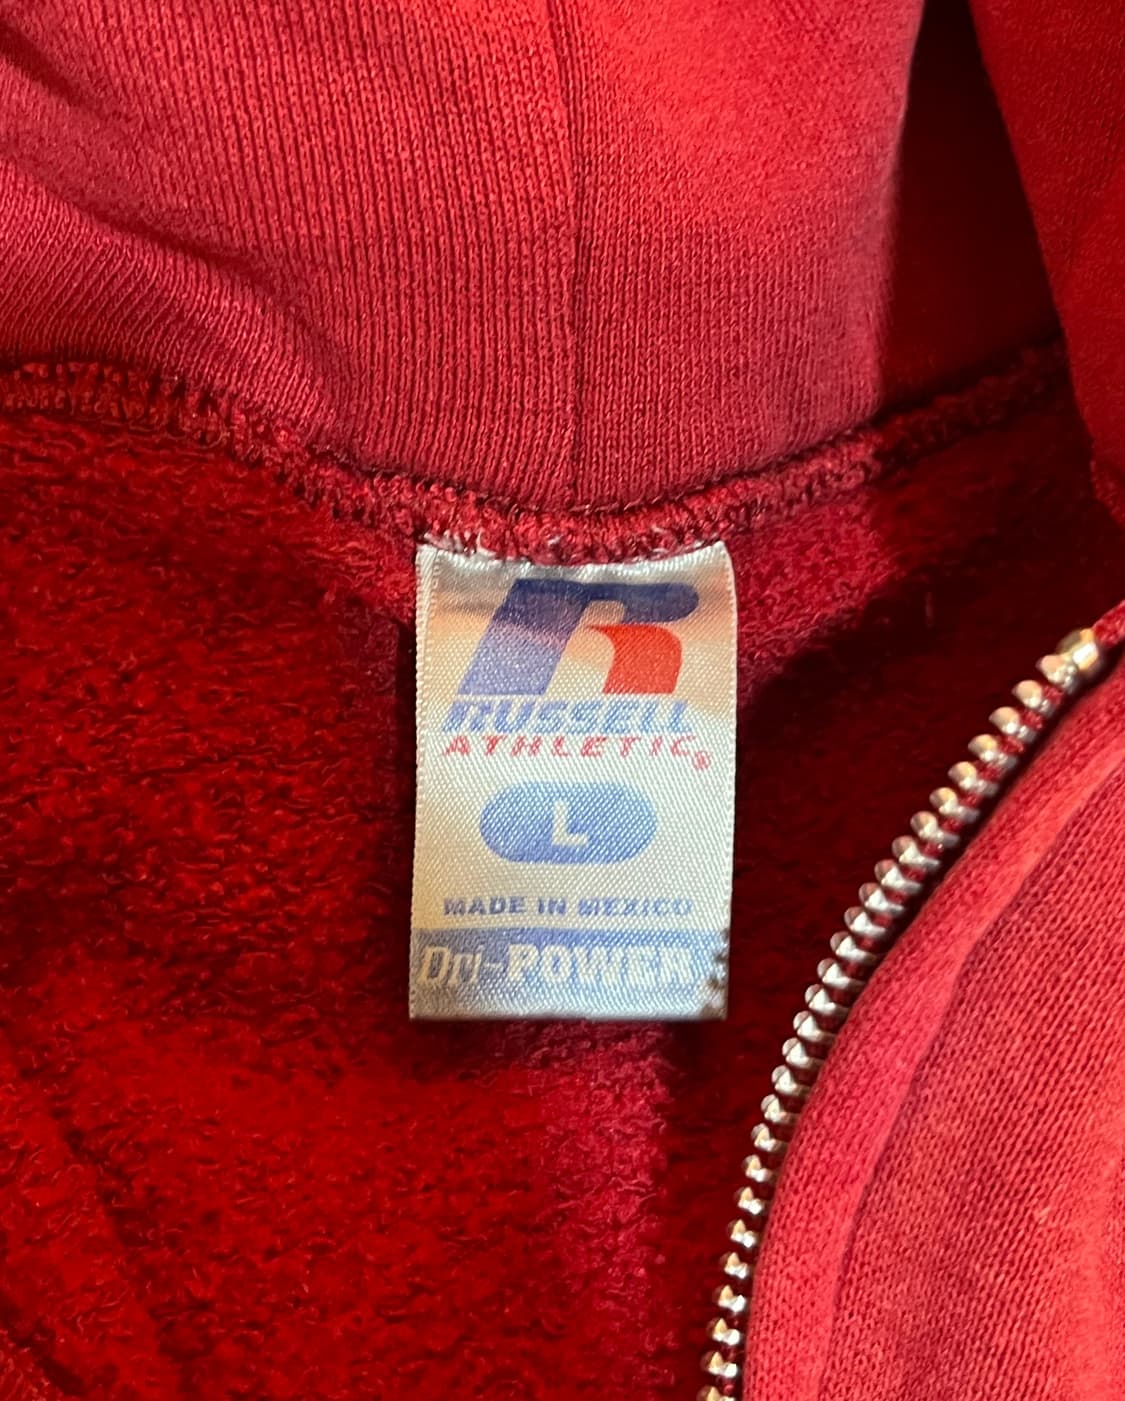 R
RUSSELL
ATHLETIC®
L
MADE IN MEXICO
Dri-POWER